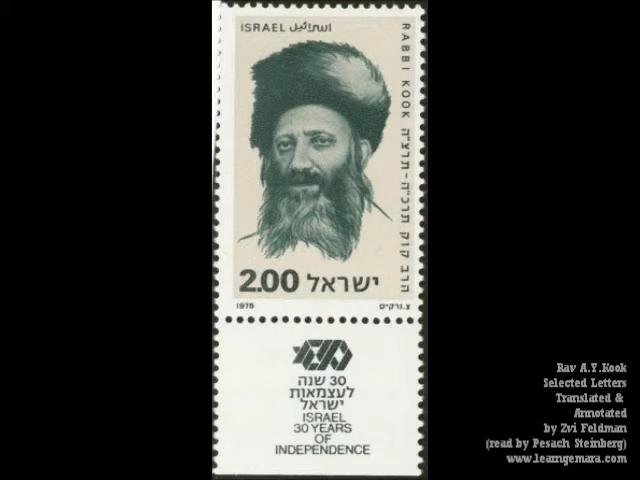 ISRAEL اسرائيل
RABBI KOOK
הרב קוק תרכ"ה-תרצ"ה
2.00 ישראל
1978
צ.נרקיס
30 שנה
לעצמאות
ישראל
ISRAEL
30 YEARS
OF
INDEPENDENCE
Rav A.Y.Kook
Selected Letters
Translated &
Annotated
by Zvi Feldman
(read by Pesach Steinberg)
www.learngemara.com